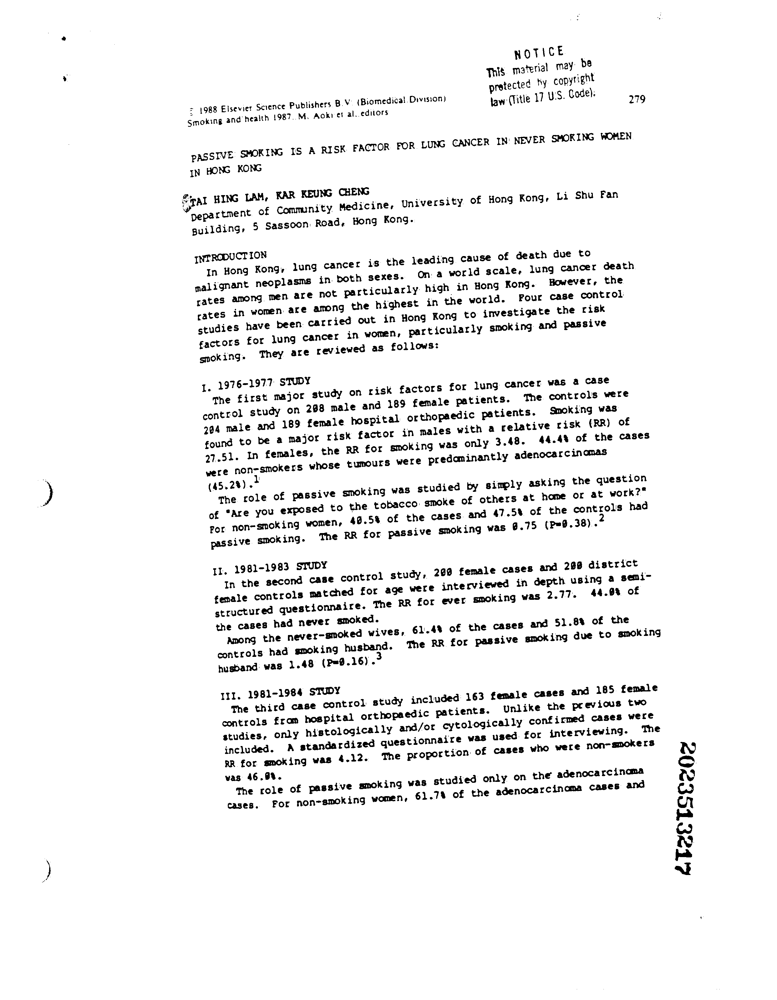 NOTICE
This material may be
protected by copyright
law (Title 17 U.S. Code).
© 1988 Elsevier Science Publishers B.V. (Biomedical Division)
Smoking and health 1987. M. Aoki et al. editors
279
PASSIVE SMOKING IS A RISK FACTOR FOR LUNG CANCER IN NEVER SMOKING WOMEN
IN HONG KONG
TAI HING LAM, KAR KEUNG CHENG
Department of Community Medicine, University of Hong Kong, Li Shu Fan
Building, 5 Sassoon Road, Hong Kong.
INTRODUCTION
In Hong Kong, lung cancer is the leading cause of death due to
malignant neoplasms in both sexes. On a world scale, lung cancer death
rates among men are not particularly high in Hong Kong. However, the
rates in women are among the highest in the world. Four case control
studies have been carried out in Hong Kong to investigate the risk
factors for lung cancer in women, particularly smoking and passive
smoking. They are reviewed as follows:
I. 1976-1977 STUDY
The first major study on risk factors for lung cancer was a case
control study on 208 male and 189 female patients. The controls were
204 male and 189 female hospital orthopaedic patients. Smoking was
found to be a major risk factor in males with a relative risk (RR) of
27.51. In females, the RR for smoking was only 3.48. 44.4% of the cases
were non-smokers whose tumours were predominantly adenocarcinomas
(45.2%).1
The role of passive smoking was studied by simply asking the question
of "Are you exposed to the tobacco smoke of others at home or at work?"
For non-smoking women, 40.5% of the cases and 47.5% of the controls had
passive smoking. The RR for passive smoking was 0.75 (P=0.38).2
II. 1981-1983 STUDY
In the second case control study, 200 female cases and 200 district
female controls matched for age were interviewed in depth using a semi-
structured questionnaire. The RR for ever smoking was 2.77. 44.0% of
the cases had never smoked.
Among the never-smoked wives, 61.4% of the cases and 51.8% of the
controls had smoking husband. The RR for passive smoking due to smoking
husband was 1.48 (P=0.16).3
III. 1981-1984 STUDY
The third case control study included 163 female cases and 185 female
controls from hospital orthopaedic patients. Unlike the previous two
studies, only histologically and/or cytologically confirmed cases were
included. A standardized questionnaire was used for interviewing. The
RR for smoking was 4.12. The proportion of cases who were non-smokers
was 46.0%.
The role of passive smoking was studied only on the adenocarcinoma
cases. For non-smoking women, 61.7% of the adenocarcinoma cases and
2023513217